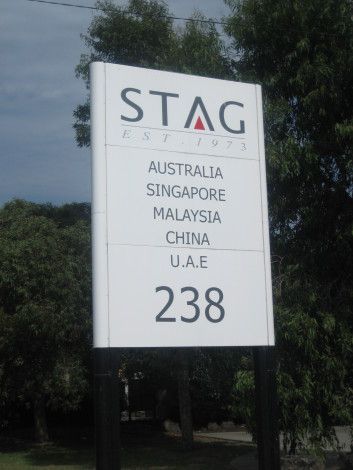 STAG
EST. 1973
AUSTRALIA
SINGAPORE
MALAYSIA
CHINA
U.A.E
238